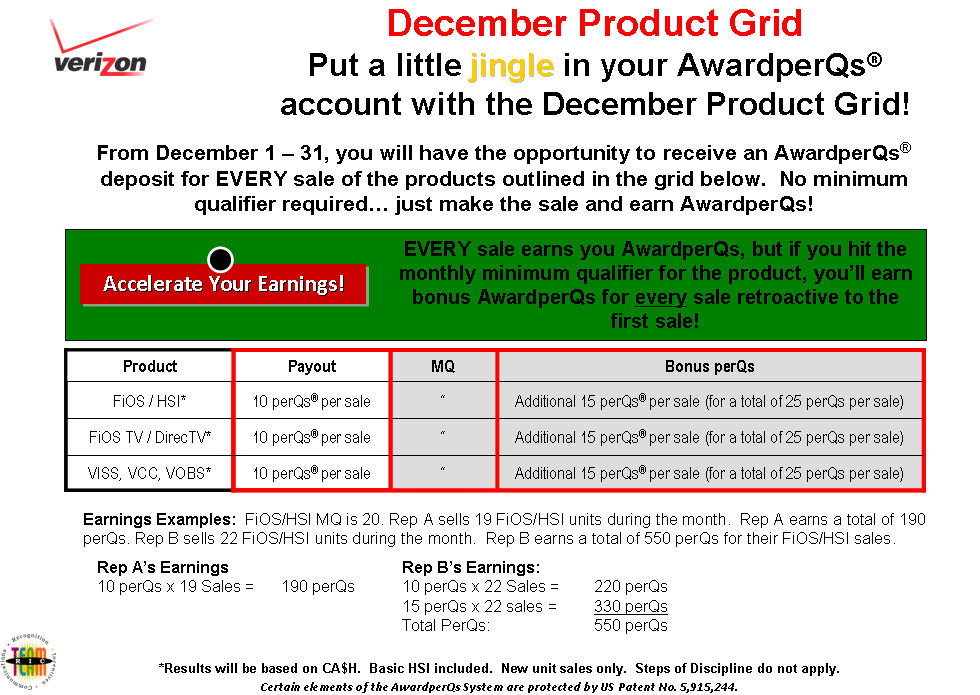 verizon
December Product Grid
Put a little jingle in your AwardperQs®
account with the December Product Grid!
From December 1 – 31, you will have the opportunity to receive an AwardperQs®
deposit for EVERY sale of the products outlined in the grid below.  No minimum
qualifier required… just make the sale and earn AwardperQs!
Accelerate Your Earnings!
EVERY sale earns you AwardperQs, but if you hit the
monthly minimum qualifier for the product, you'll earn
bonus AwardperQs for every sale retroactive to the
first sale!
Product Payout MQ Bonus perQs
FiOS / HSI* 10 perQs® per sale “ Additional 15 perQs® per sale (for a total of 25 perQs per sale)
FiOS TV / DirecTV* 10 perQs® per sale “ Additional 15 perQs® per sale (for a total of 25 perQs per sale)
VISS, VCC, VOBS* 10 perQs® per sale “ Additional 15 perQs® per sale (for a total of 25 perQs per sale)
Earnings Examples:  FiOS/HSI MQ is 20. Rep A sells 19 FiOS/HSI units during the month.  Rep A earns a total of 190
perQs. Rep B sells 22 FiOS/HSI units during the month.  Rep B earns a total of 550 perQs for their FiOS/HSI sales.
Rep A's Earnings
10 perQs x 19 Sales = 190 perQs
Rep B's Earnings:
10 perQs x 22 Sales = 220 perQs
15 perQs x 22 sales = 330 perQs
Total PerQs: 550 perQs
Recognition
Incentives
Communications
TEAM
RIC
TEAM
*Results will be based on CA$H.  Basic HSI included.  New unit sales only.  Steps of Discipline do not apply.
Certain elements of the AwardperQs System are protected by US Patent No. 5,915,244.